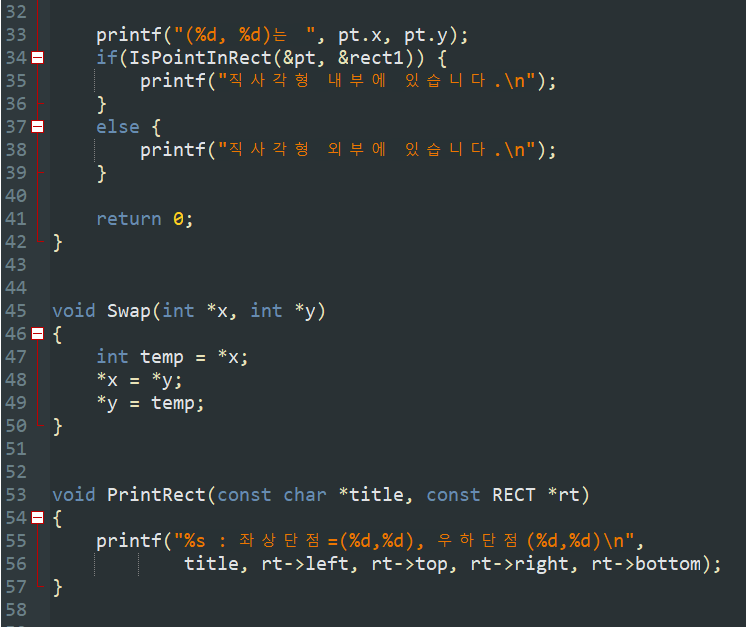 32
33 printf("(%d, %d)는 ", pt.x, pt.y);
34 if(IsPointInRect(&pt, &rect1)) {
35 printf("직사각형 내부에 있습니다.\n");
36 }
37 else {
38 printf("직사각형 외부에 있습니다.\n");
39 }
40
41 return 0;
42 }
43
44
45 void Swap(int *x, int *y)
46 {
47 int temp = *x;
48 *x = *y;
49 *y = temp;
50 }
51
52
53 void PrintRect(const char *title, const RECT *rt)
54 {
55 printf("%s : 좌상단점=(%d,%d), 우하단점(%d,%d)\n",
56 title, rt->left, rt->top, rt->right, rt->bottom);
57 }
58